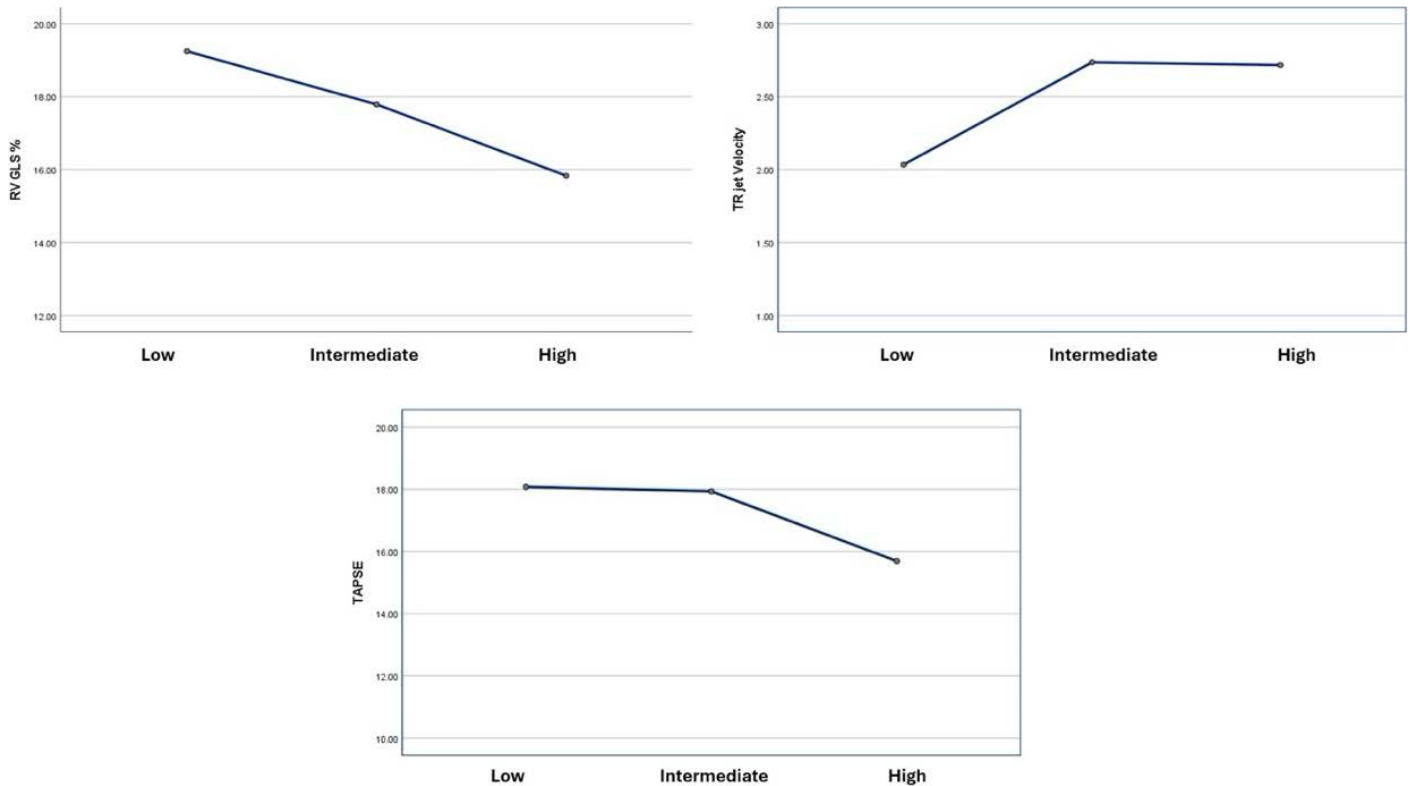 RV GLS %
20.00
18.00
16.00
14.00
12.00
Low Intermediate High
TR jet Velocity
3.00
2.50
2.00
1.50
1.00
Low Intermediate High
TAPSE
20.00
18.00
16.00
14.00
12.00
10.00
Low Intermediate High